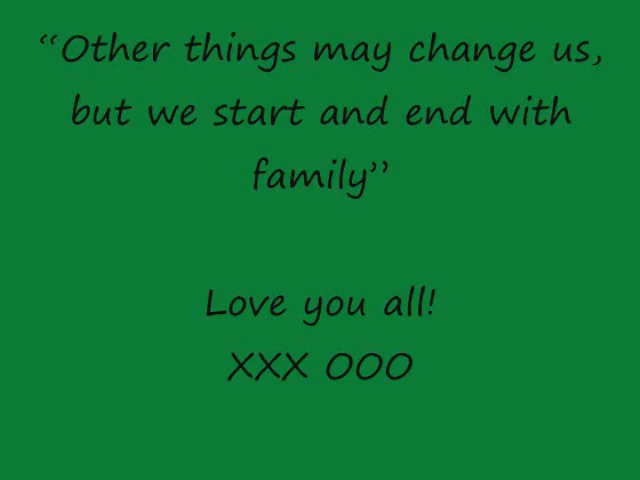 “Other things may change us,
but we start and end with
family”
Love you all!
XXX OOO